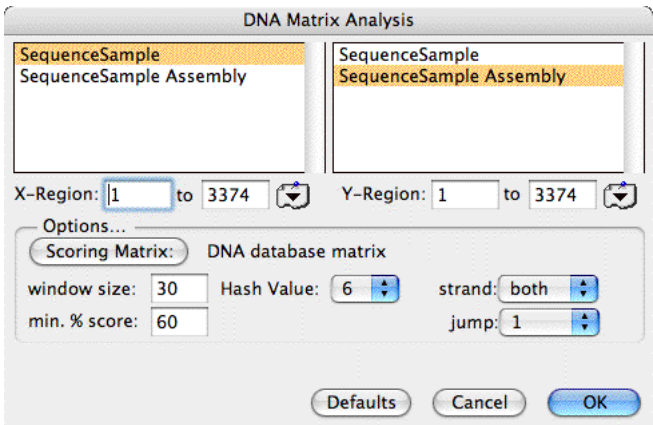 DNA Matrix Analysis
SequenceSample
SequenceSample Assembly
SequenceSample
SequenceSample Assembly
X-Region: 1 to 3374 Y-Region: 1 to 3374
Options...
Scoring Matrix: DNA database matrix
window size: 30 Hash Value: 6 strand: both
min. % score: 60 jump: 1
Defaults Cancel OK